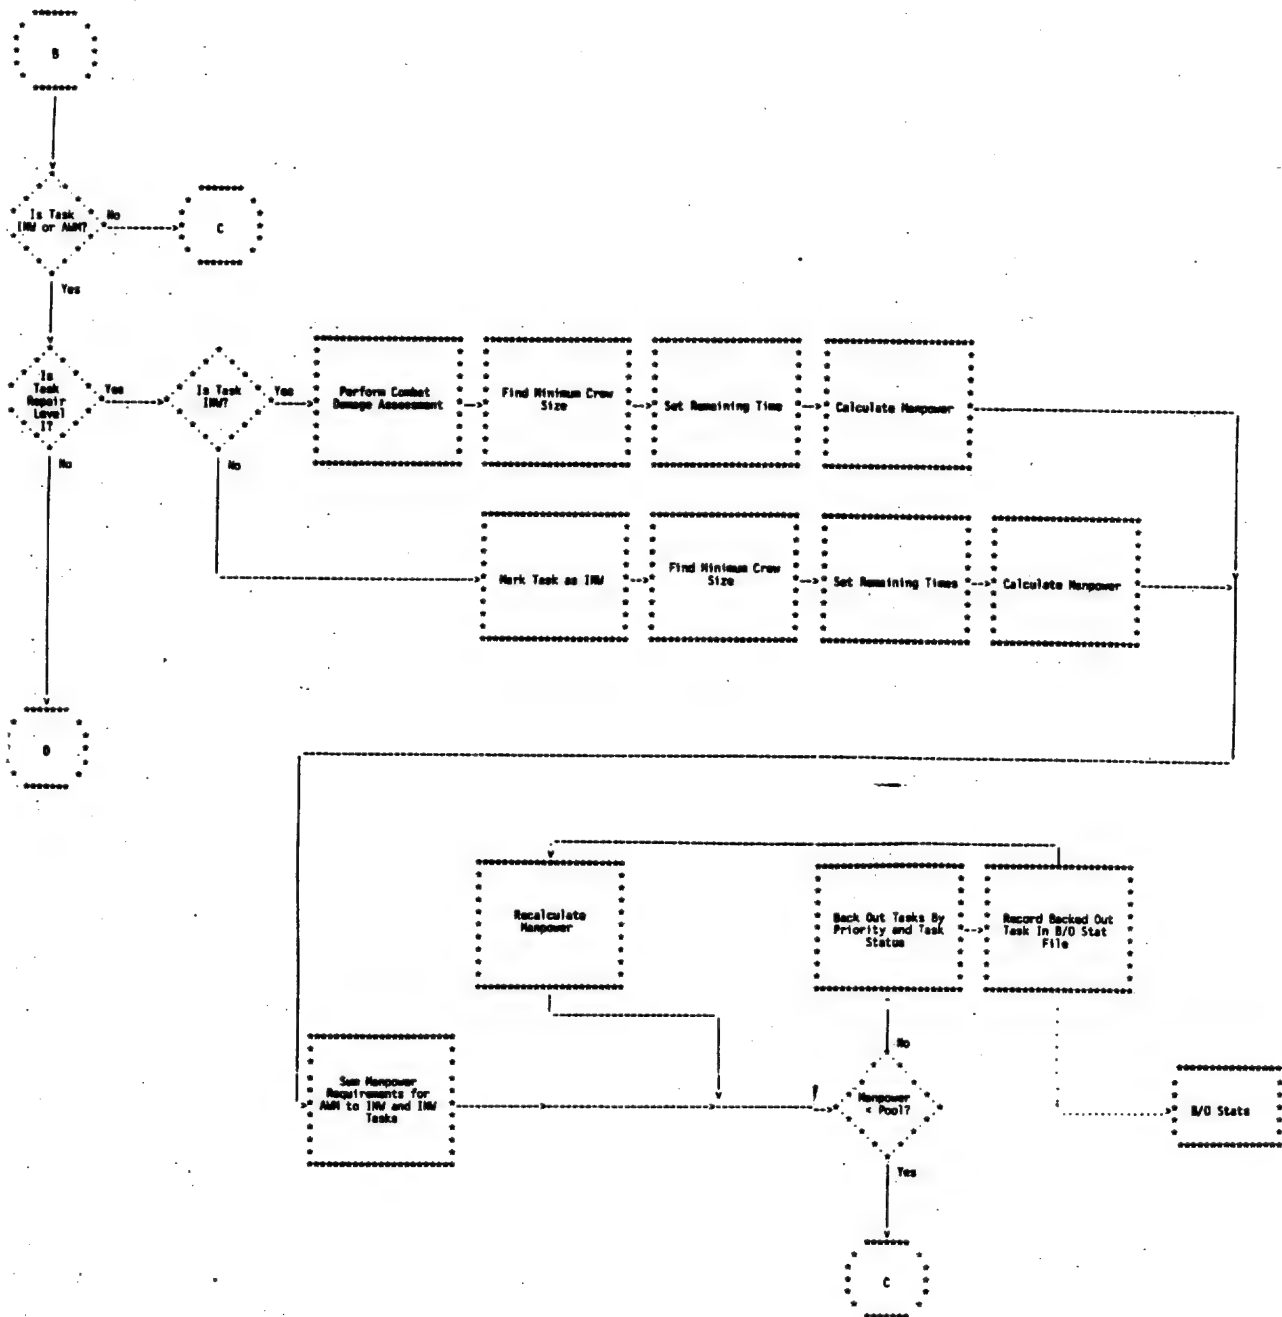 B
Is Task
INW or AWM?
No
C
Yes
Is
Task
Repair
Level
I?
Yes
Is Task
INW?
Yes
Perform Combat
Damage Assessment
Find Minimum Crew
Size
Set Remaining Time
Calculate Manpower
No
No
Mark Task as INW
Find Minimum Crew
Size
Set Remaining Times
Calculate Manpower
D
Recalculate
Manpower
Back Out Tasks By
Priority and Task
Status
Record Backed Out
Task In B/O Stat
File
No
Sum Manpower
Requirements for
AWM to INW and INW
Tasks
Manpower
< Pool?
B/O Stats
Yes
C